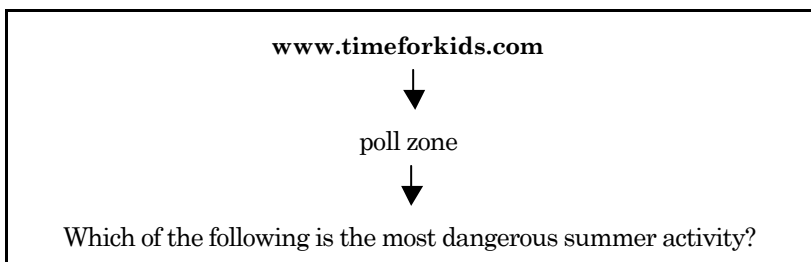 www.timeforkids.com
poll zone
Which of the following is the most dangerous summer activity?